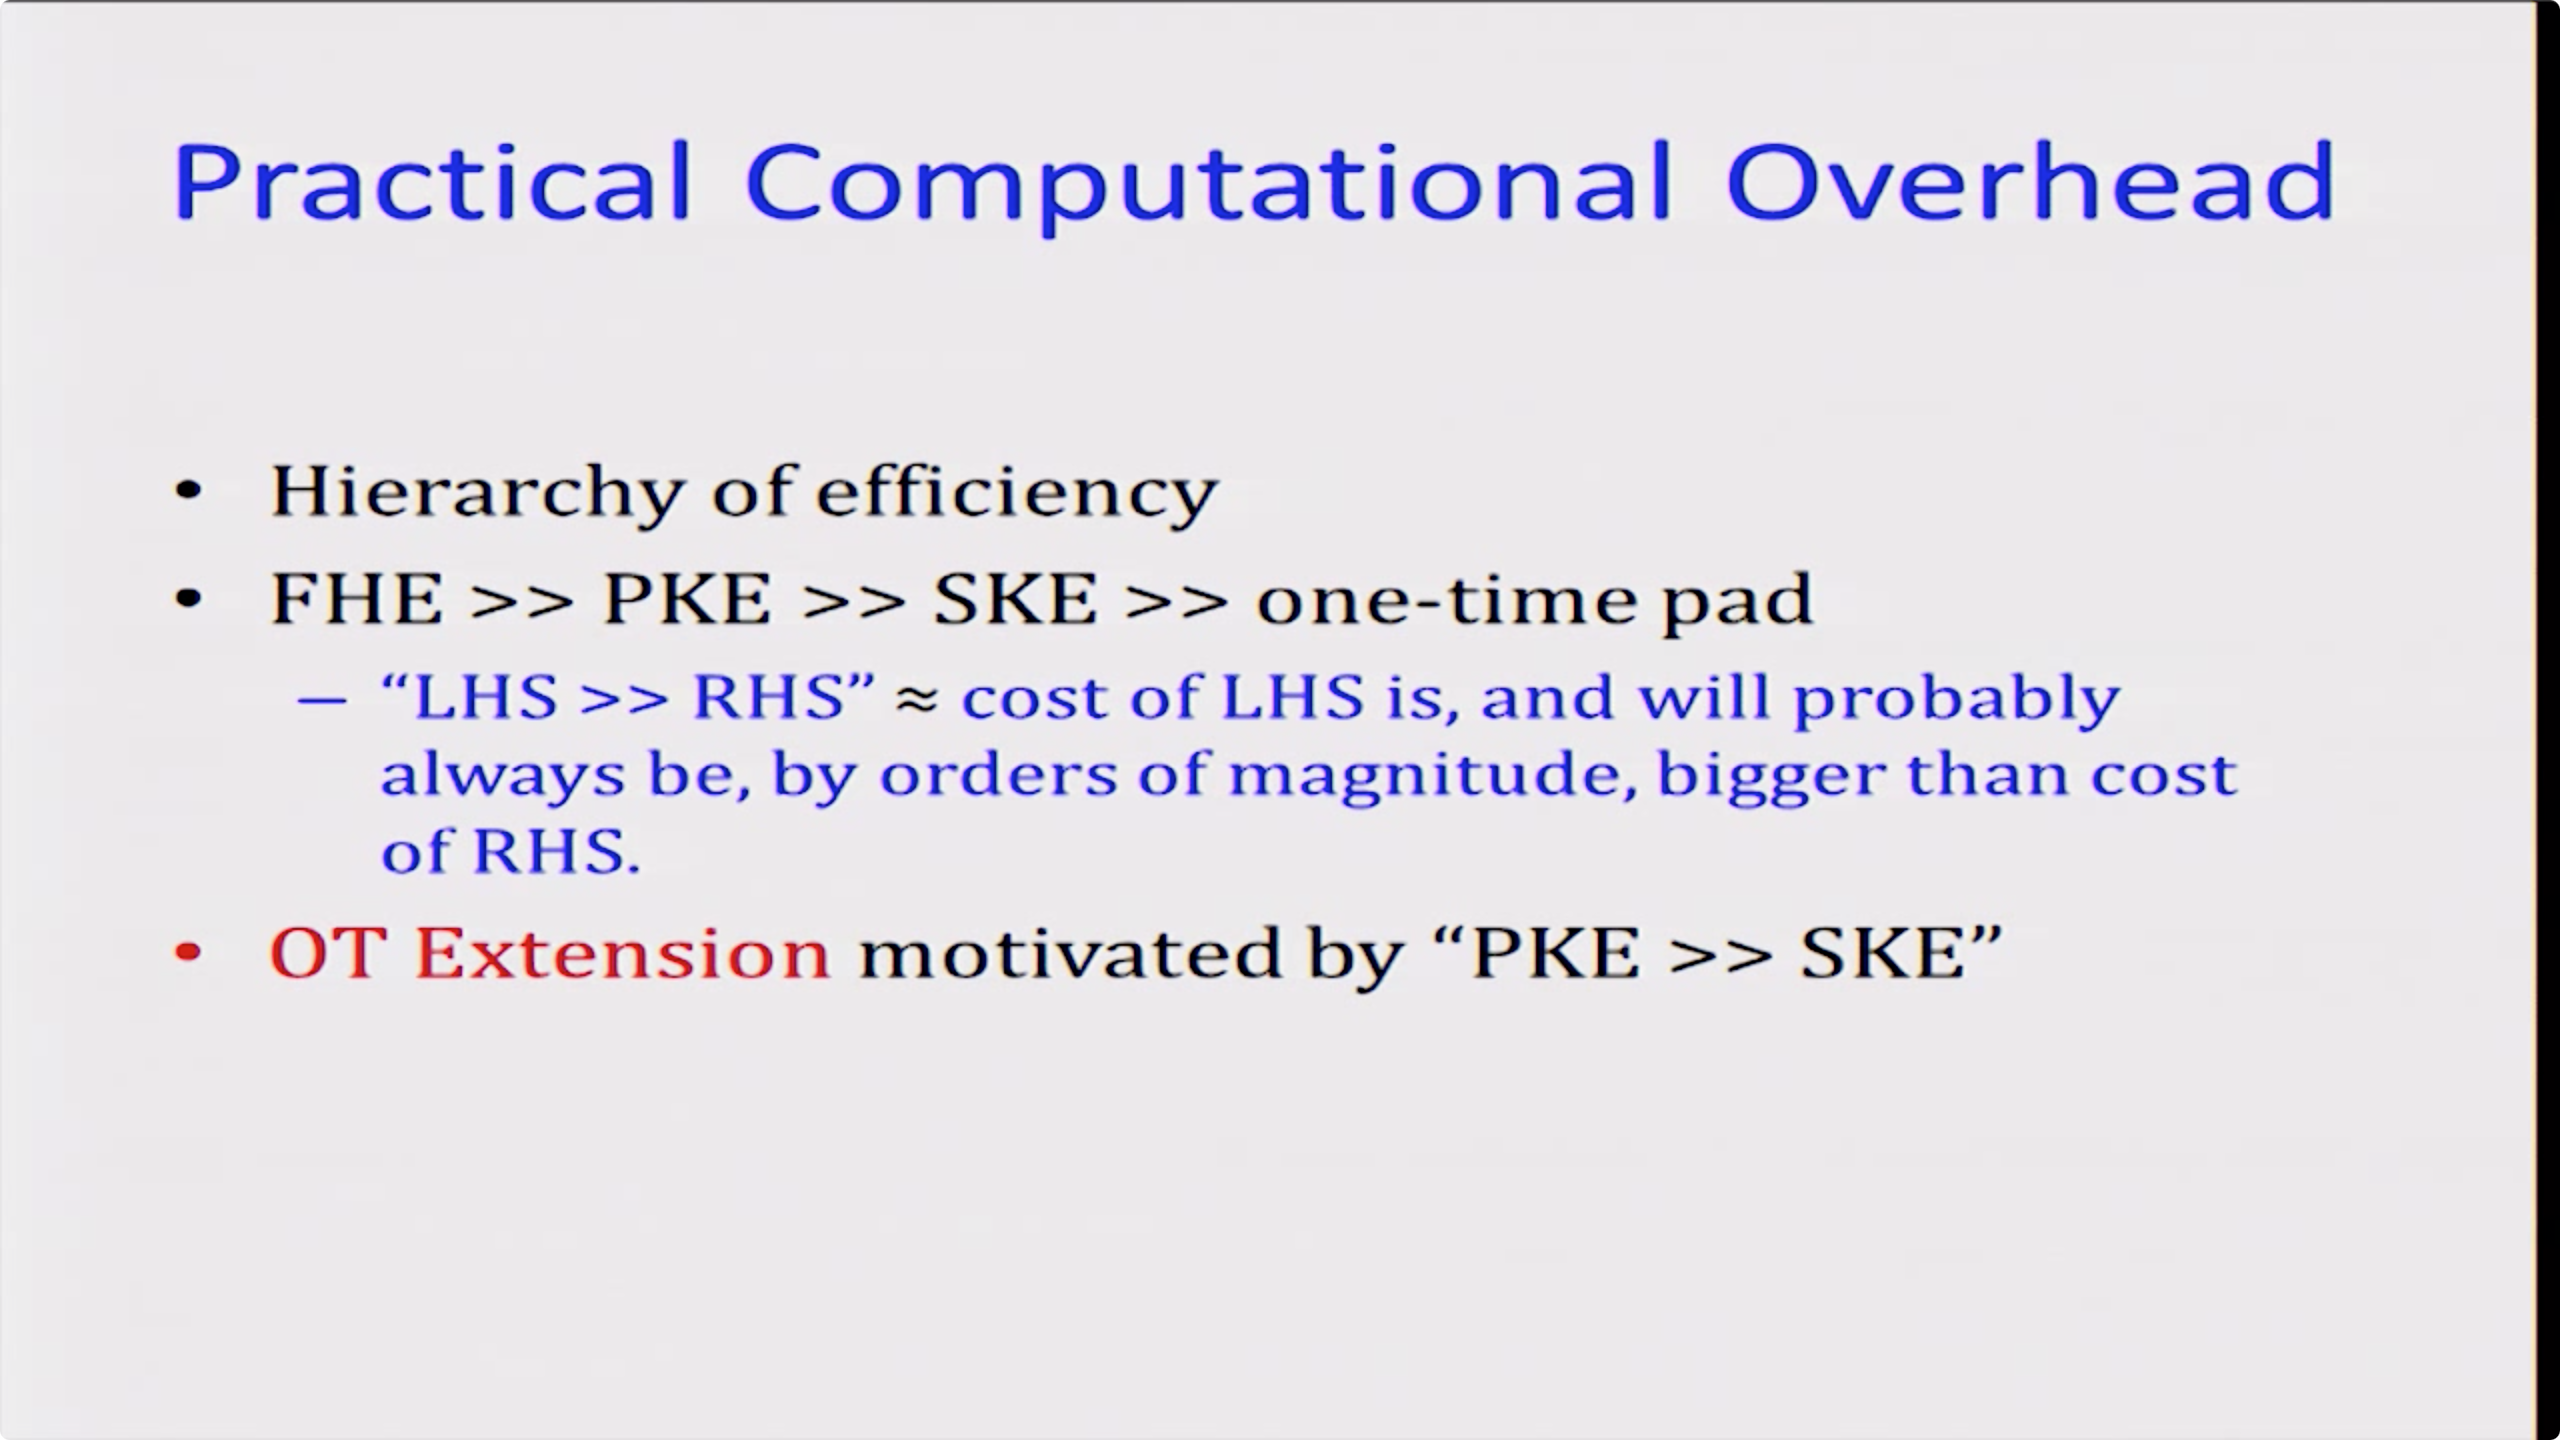 Practical Computational Overhead
• Hierarchy of efficiency
• FHE >> PKE >> SKE >> one-time pad
– “LHS >> RHS” ≈ cost of LHS is, and will probably
always be, by orders of magnitude, bigger than cost
of RHS.
• OT Extension motivated by “PKE >> SKE”